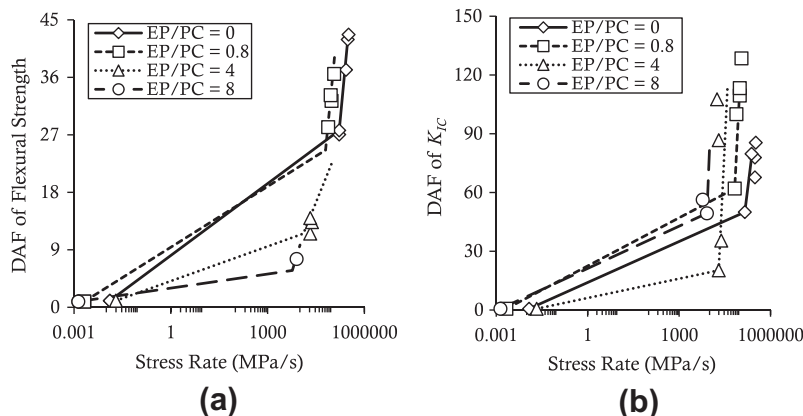 45
36
27
18
9
0
DAF of Flexural Strength
EP/PC = 0
EP/PC = 0.8
EP/PC = 4
EP/PC = 8
0.001 1 1000 1000000
Stress Rate (MPa/s)
(a)
150
120
90
60
30
0
DAF of K_IC
EP/PC = 0
EP/PC = 0.8
EP/PC = 4
EP/PC = 8
0.001 1 1000 1000000
Stress Rate (MPa/s)
(b)